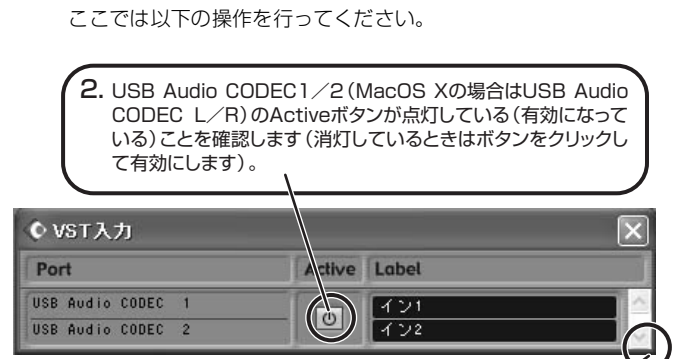 ここでは以下の操作を行ってください。
2. USB Audio CODEC1／2（MacOS Xの場合はUSB Audio
CODEC L／R）のActiveボタンが点灯している（有効になって
いる）ことを確認します（消灯しているときはボタンをクリックし
て有効にします）。
VST入力
Port Active Label
USB Audio CODEC 1 イン1
USB Audio CODEC 2 イン2